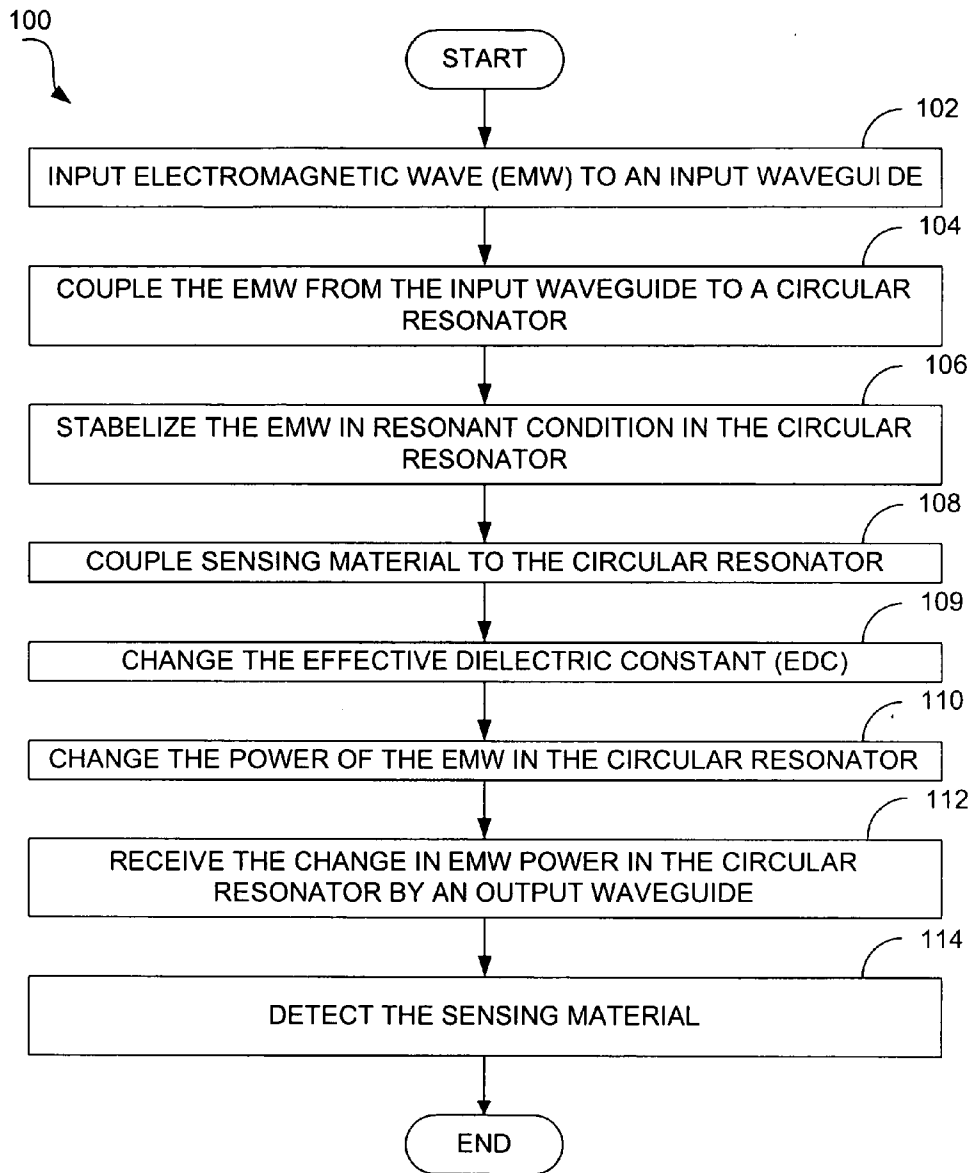 100
START
102
INPUT ELECTROMAGNETIC WAVE (EMW) TO AN INPUT WAVEGUIDE
104
COUPLE THE EMW FROM THE INPUT WAVEGUIDE TO A CIRCULAR
RESONATOR
106
STABELIZE THE EMW IN RESONANT CONDITION IN THE CIRCULAR
RESONATOR
108
COUPLE SENSING MATERIAL TO THE CIRCULAR RESONATOR
109
CHANGE THE EFFECTIVE DIELECTRIC CONSTANT (EDC)
110
CHANGE THE POWER OF THE EMW IN THE CIRCULAR RESONATOR
112
RECEIVE THE CHANGE IN EMW POWER IN THE CIRCULAR
RESONATOR BY AN OUTPUT WAVEGUIDE
114
DETECT THE SENSING MATERIAL
END